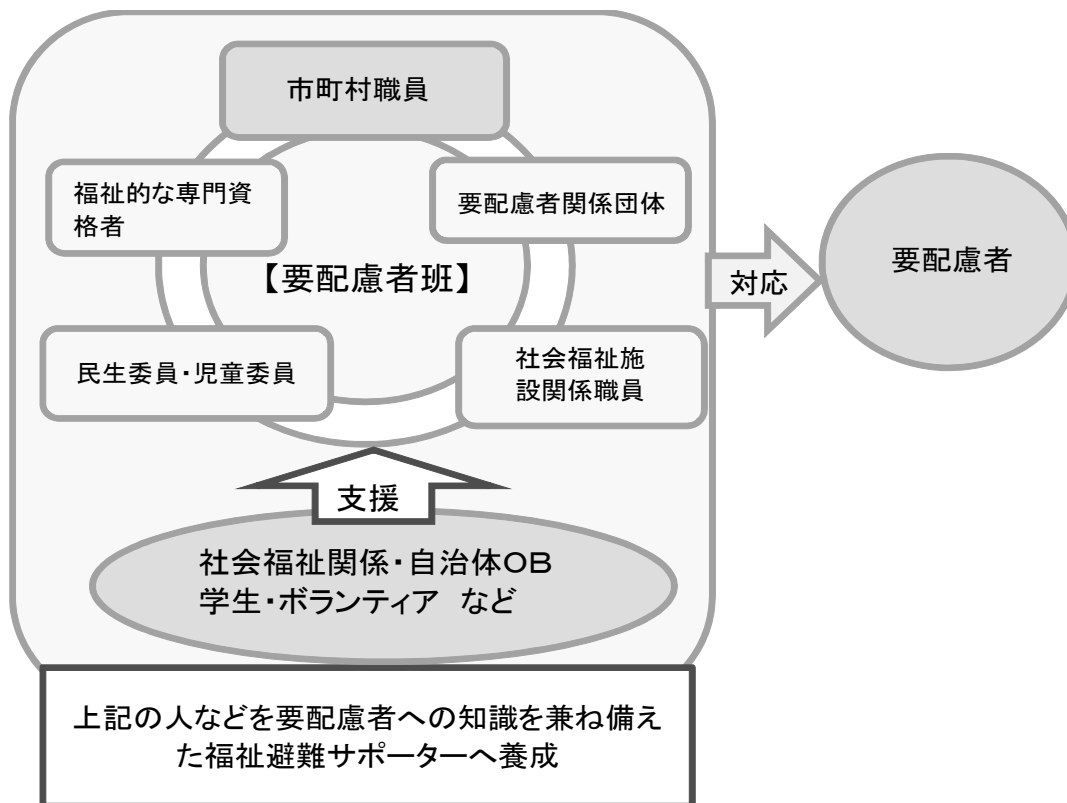 市町村職員
福祉的な専門資
格者
要配慮者関係団体
【要配慮者班】
民生委員・児童委員
社会福祉施
設関係職員
対応
要配慮者
支援
社会福祉関係・自治体OB
学生・ボランティア など
上記の人などを要配慮者への知識を兼ね備え
た福祉避難サポーターへ養成